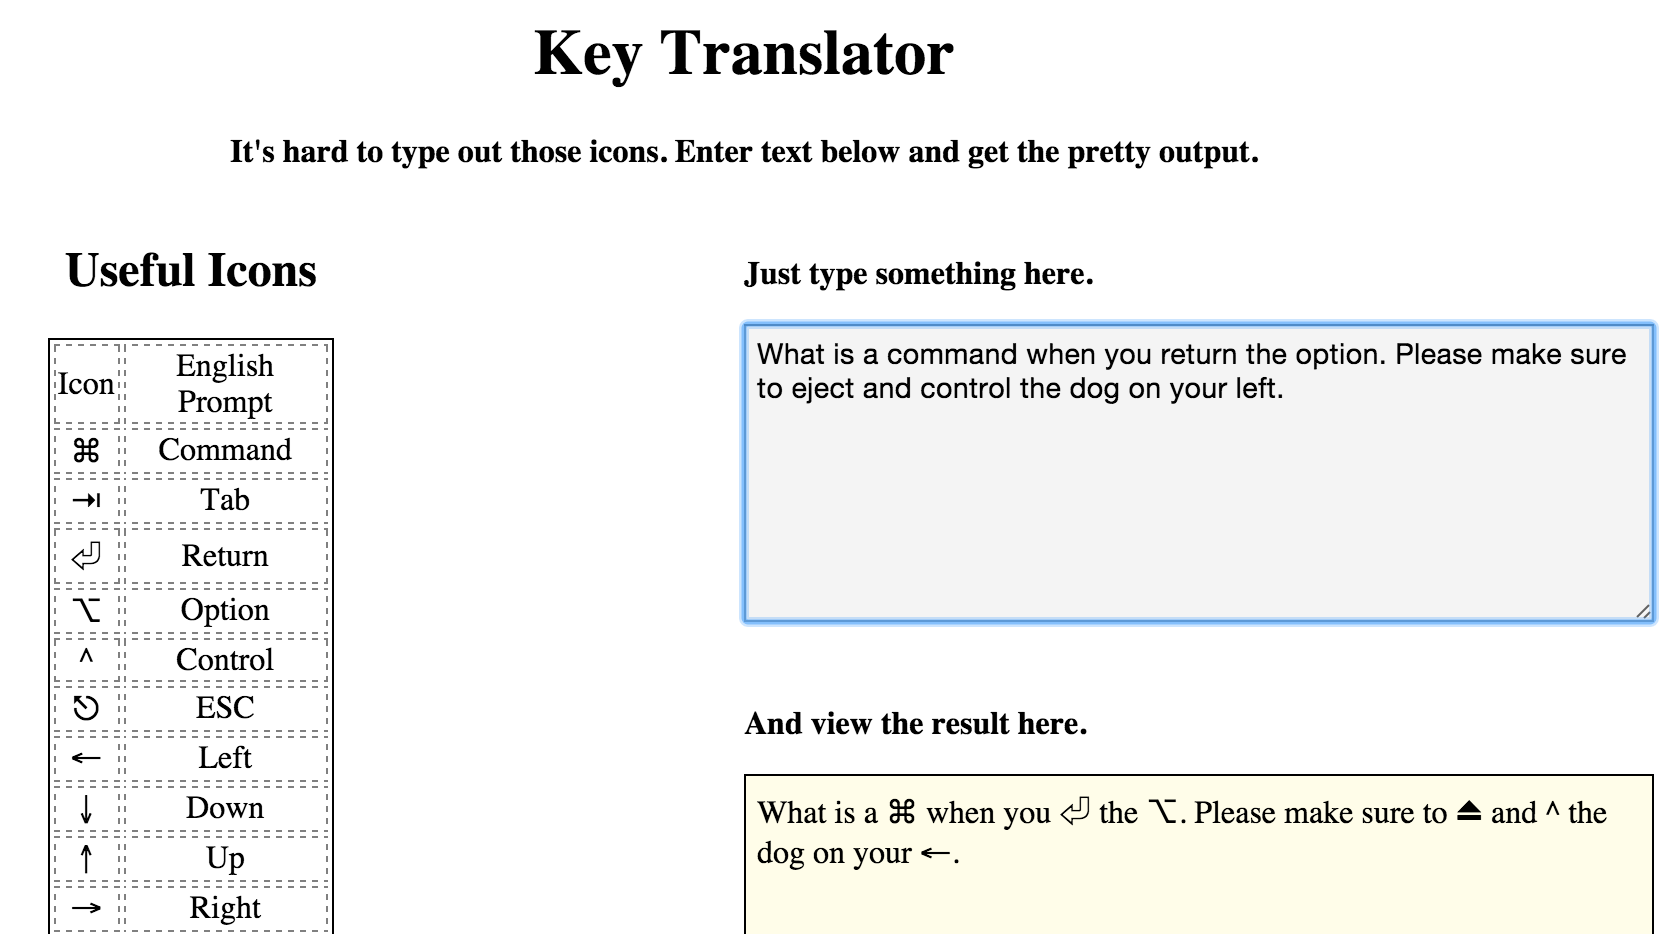 Key Translator
It's hard to type out those icons. Enter text below and get the pretty output.
Useful Icons
Icon English Prompt
⌘ Command
⇥ Tab
⏎ Return
⌥ Option
^ Control
⎋ ESC
← Left
↓ Down
↑ Up
→ Right
Just type something here.
What is a command when you return the option. Please make sure
to eject and control the dog on your left.
And view the result here.
What is a ⌘ when you ⏎ the ⌥. Please make sure to ⏏ and ^ the
dog on your ←.